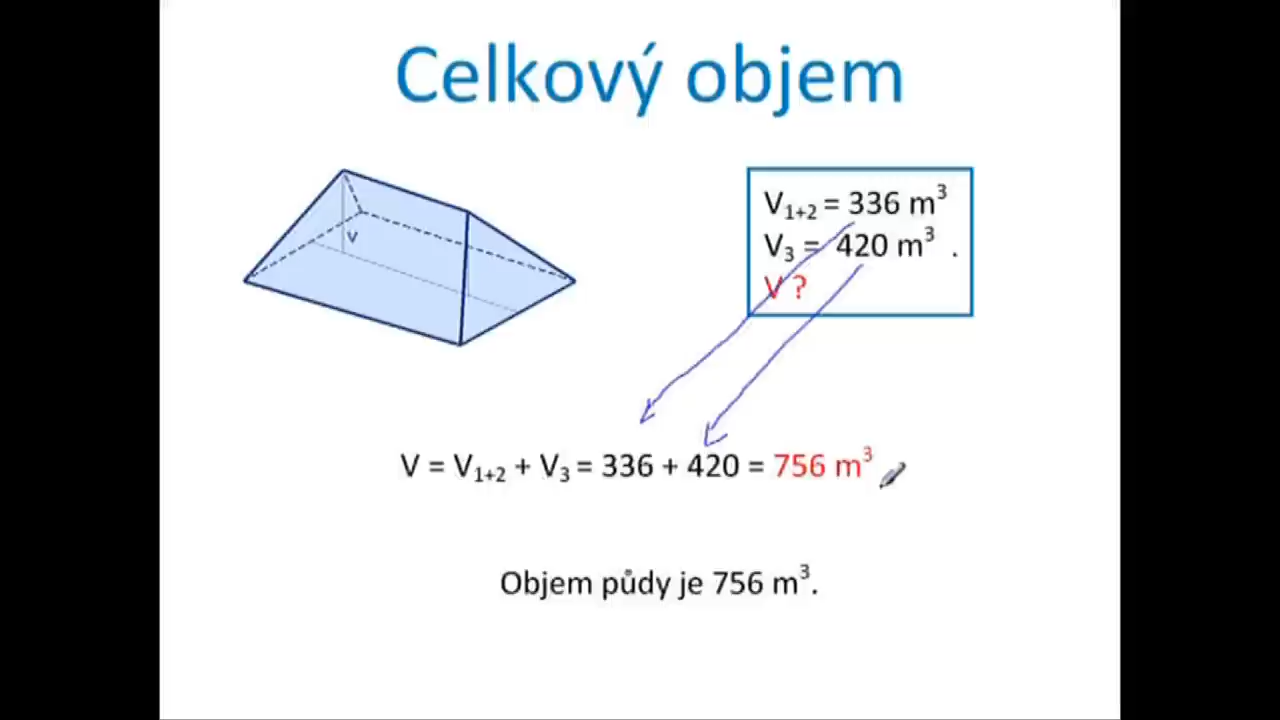 Celkový objem
v
V₁₊₂ = 336 m³
V₃ = 420 m³ .
V ?
V = V₁₊₂ + V₃ = 336 + 420 = 756 m³
Objem půdy je 756 m³.